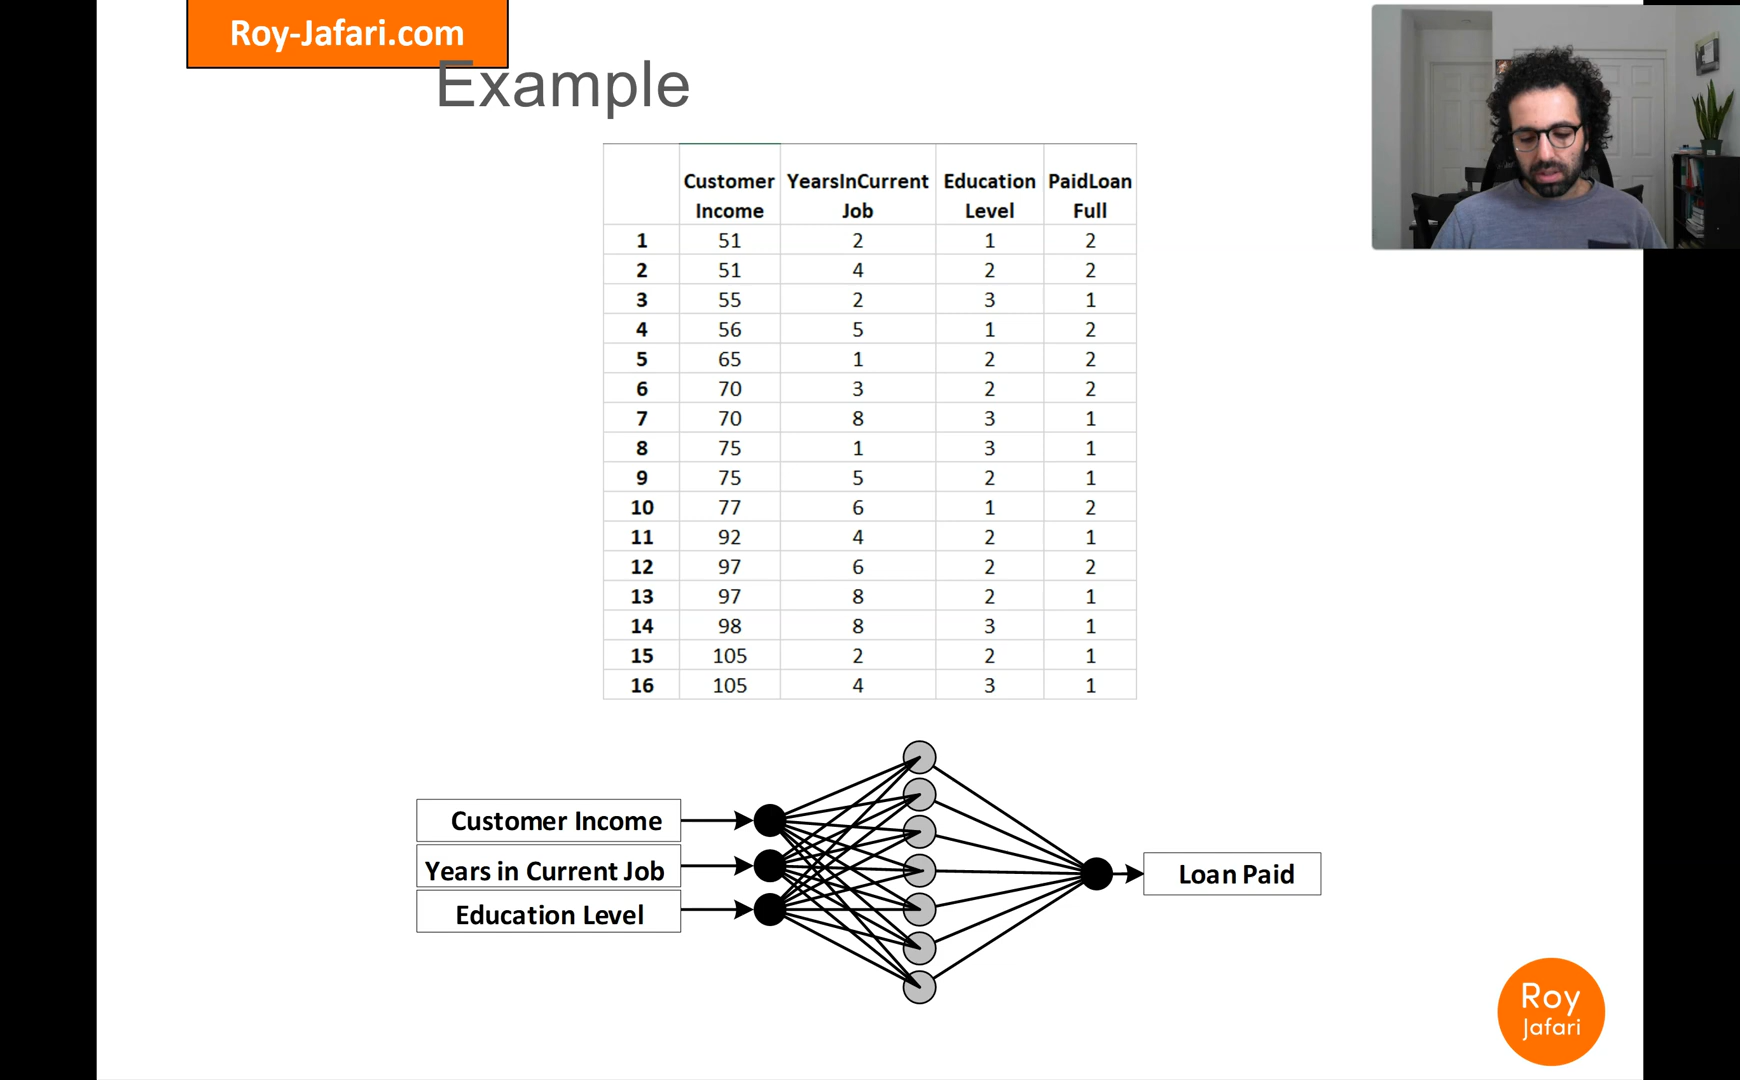 Roy-Jafari.com
Example
Customer Income YearsInCurrent Job Education Level PaidLoan Full
1 51 2 1 2
2 51 4 2 2
3 55 2 3 1
4 56 5 1 2
5 65 1 2 2
6 70 3 2 2
7 70 8 3 1
8 75 1 3 1
9 75 5 2 1
10 77 6 1 2
11 92 4 2 1
12 97 6 2 2
13 97 8 2 1
14 98 8 3 1
15 105 2 2 1
16 105 4 3 1
Customer Income
Years in Current Job
Education Level
Loan Paid
Roy
Jafari